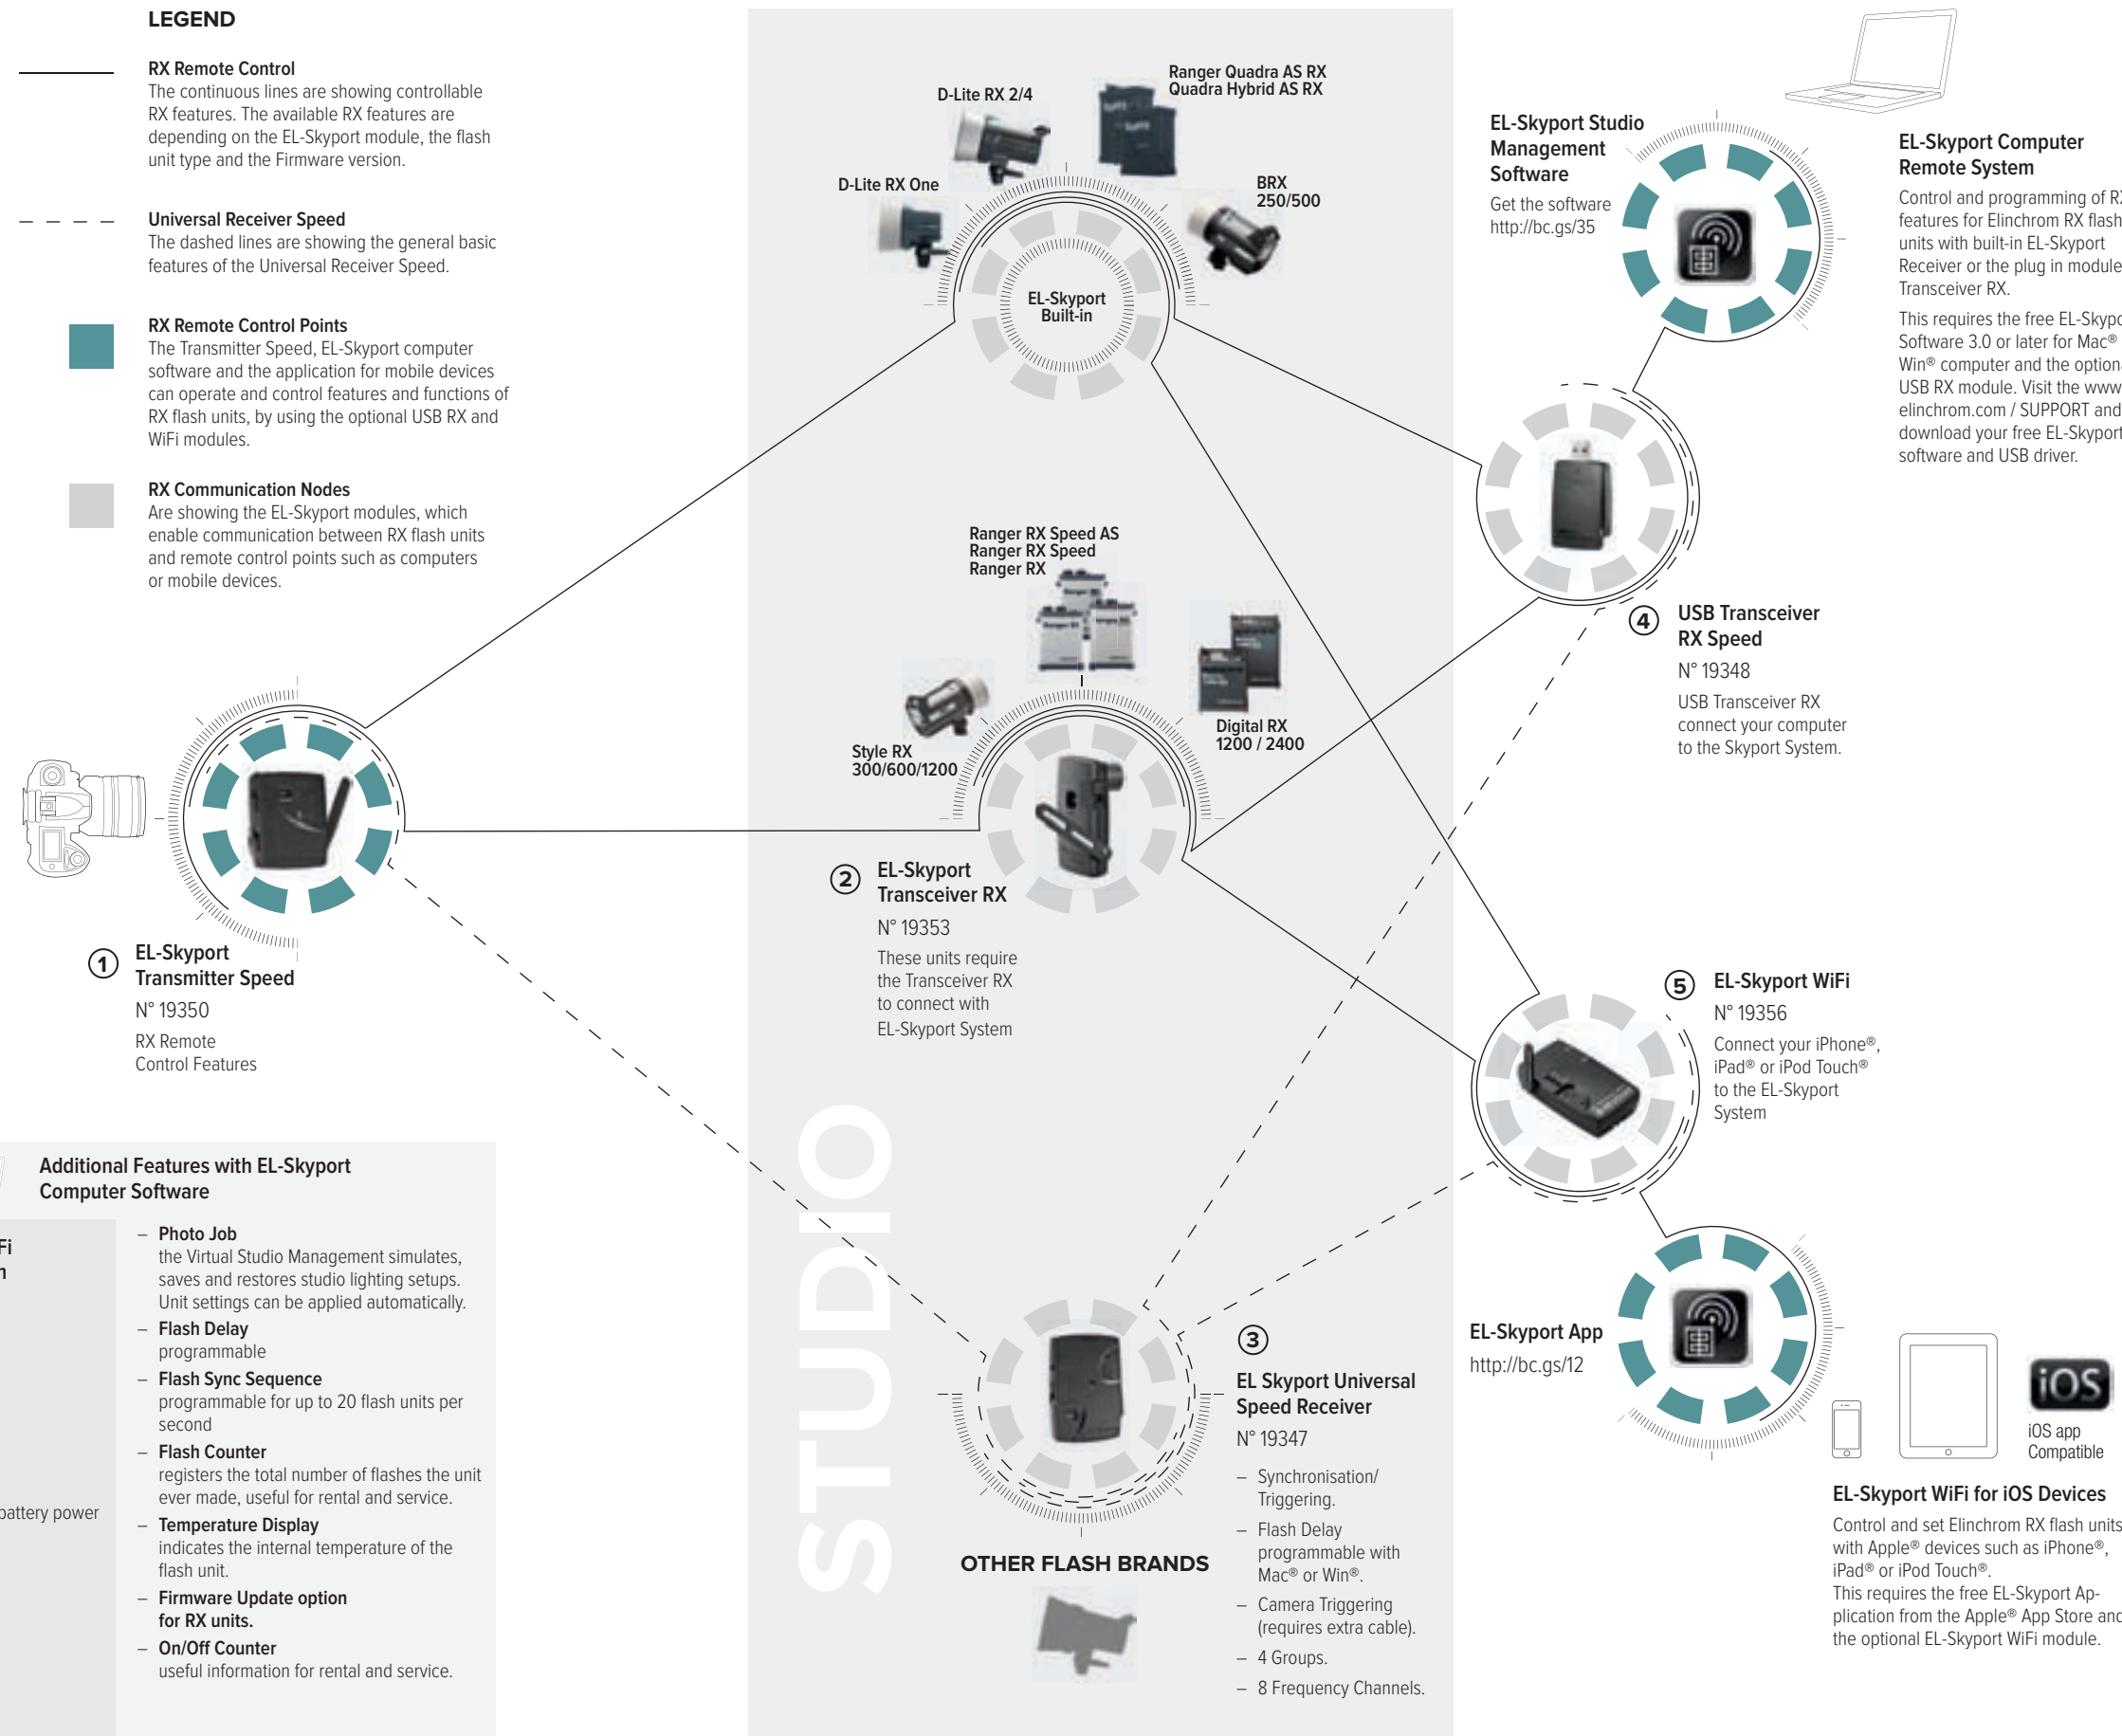 LEGEND
RX Remote Control
The continuous lines are showing controllable
RX features. The available RX features are
depending on the EL-Skyport module, the flash
unit type and the Firmware version.
Universal Receiver Speed
The dashed lines are showing the general basic
features of the Universal Receiver Speed.
RX Remote Control Points
The Transmitter Speed, EL-Skyport computer
software and the application for mobile devices
can operate and control features and functions of
RX flash units, by using the optional USB RX and
WiFi modules.
RX Communication Nodes
Are showing the EL-Skyport modules, which
enable communication between RX flash units
and remote control points such as computers
or mobile devices.
D-Lite RX One
D-Lite RX 2/4
Ranger Quadra AS RX
Quadra Hybrid AS RX
BRX
250/500
EL-Skyport
Built-in
EL-Skyport Studio
Management
Software
Get the software
http://bc.gs/35
EL-Skyport Computer
Remote System
Control and programming of RX
features for Elinchrom RX flash
units with built-in EL-Skyport
Receiver or the plug in module
Transceiver RX.
This requires the free EL-Skypo
Software 3.0 or later for Mac®
Win® computer and the optiona
USB RX module. Visit the www
elinchrom.com / SUPPORT and
download your free EL-Skyport
software and USB driver.
4 USB Transceiver
RX Speed
N° 19348
USB Transceiver RX
connect your computer
to the Skyport System.
Ranger RX Speed AS
Ranger RX Speed
Ranger RX
Style RX
300/600/1200
Digital RX
1200 / 2400
2 EL-Skyport
Transceiver RX
N° 19353
These units require
the Transceiver RX
to connect with
EL-Skyport System
1 EL-Skyport
Transmitter Speed
N° 19350
RX Remote
Control Features
5 EL-Skyport WiFi
N° 19356
Connect your iPhone®,
iPad® or iPod Touch®
to the EL-Skyport
System
STUDIO
Additional Features with EL-Skyport
Computer Software
Fi
n
battery power
– Photo Job
the Virtual Studio Management simulates,
saves and restores studio lighting setups.
Unit settings can be applied automatically.
– Flash Delay
programmable
– Flash Sync Sequence
programmable for up to 20 flash units per
second
– Flash Counter
registers the total number of flashes the unit
ever made, useful for rental and service.
– Temperature Display
indicates the internal temperature of the
flash unit.
– Firmware Update option
for RX units.
– On/Off Counter
useful information for rental and service.
3
EL Skyport Universal
Speed Receiver
N° 19347
– Synchronisation/
Triggering.
– Flash Delay
programmable with
Mac® or Win®.
– Camera Triggering
(requires extra cable).
– 4 Groups.
– 8 Frequency Channels.
OTHER FLASH BRANDS
EL-Skyport App
http://bc.gs/12
iOS
iOS app
Compatible
EL-Skyport WiFi for iOS Devices
Control and set Elinchrom RX flash units
with Apple® devices such as iPhone®,
iPad® or iPod Touch®.
This requires the free EL-Skyport Ap-
plication from the Apple® App Store and
the optional EL-Skyport WiFi module.